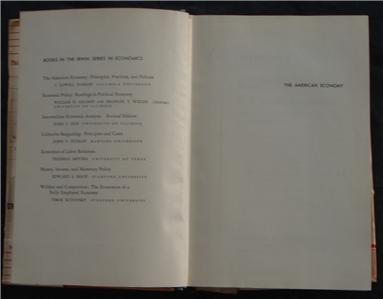 BOOKS IN THE IRWIN SERIES IN ECONOMICS
The American Economy: Principles, Practices, and Policies
C. LOWELL HARRISS COLUMBIA UNIVERSITY
Economic Policy: Readings in Political Economy
WILLIAM D. GRAMPP and EMANUEL T. WEILER
UNIVERSITY OF ILLINOIS
Intermediate Economic Analysis Revised Edition
JOHN F. DUE UNIVERSITY OF ILLINOIS
Collective Bargaining: Principles and Cases
JOHN T. DUNLOP HARVARD UNIVERSITY
Economics of Labor Relations
UNIVERSITY OF TEXAS
Money, Income, and Monetary Policy
EDWARD S. SHAW STANFORD UNIVERSITY
Welfare and Competition: The Economics of a
Fully Employed Economy
TIBOR SCITOVSKY STANFORD UNIVERSITY
THE AMERICAN ECONOMY